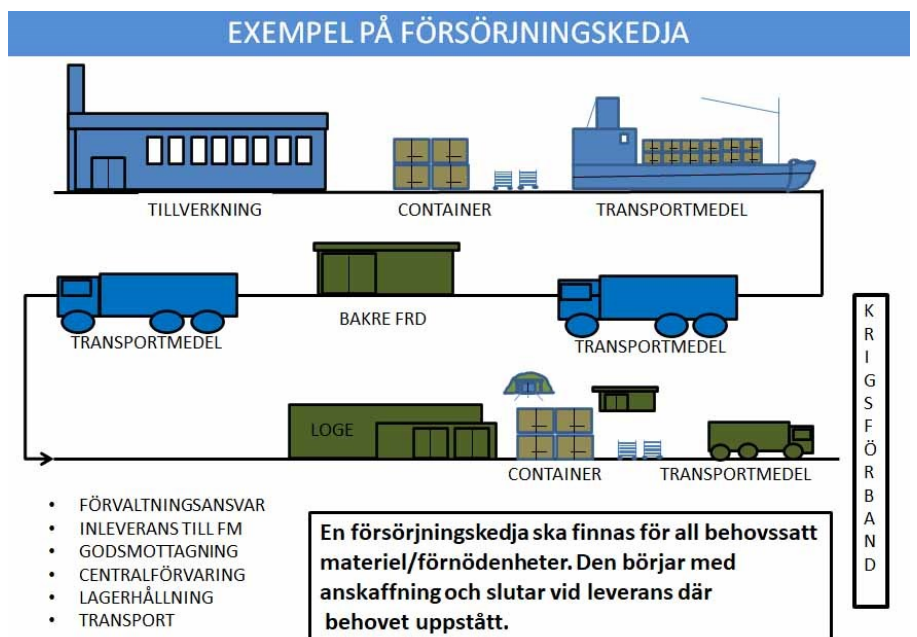 EXEMPEL PÅ FÖRSÖRJNINGSKEDJA
TILLVERKNING
CONTAINER
TRANSPORTMEDEL
TRANSPORTMEDEL
BAKRE FRD
TRANSPORTMEDEL
LOGE
CONTAINER
TRANSPORTMEDEL
KRIGSFÖRBAND
• FÖRVALTNINGSANSVAR
• INLEVERANS TILL FM
• GODSMOTTAGNING
• CENTRALFÖRVARING
• LAGERHÅLLNING
• TRANSPORT
En försörjningskedja ska finnas för all behovssatt
materiel/förnödenheter. Den börjar med
anskaffning och slutar vid leverans där
behovet uppstått.